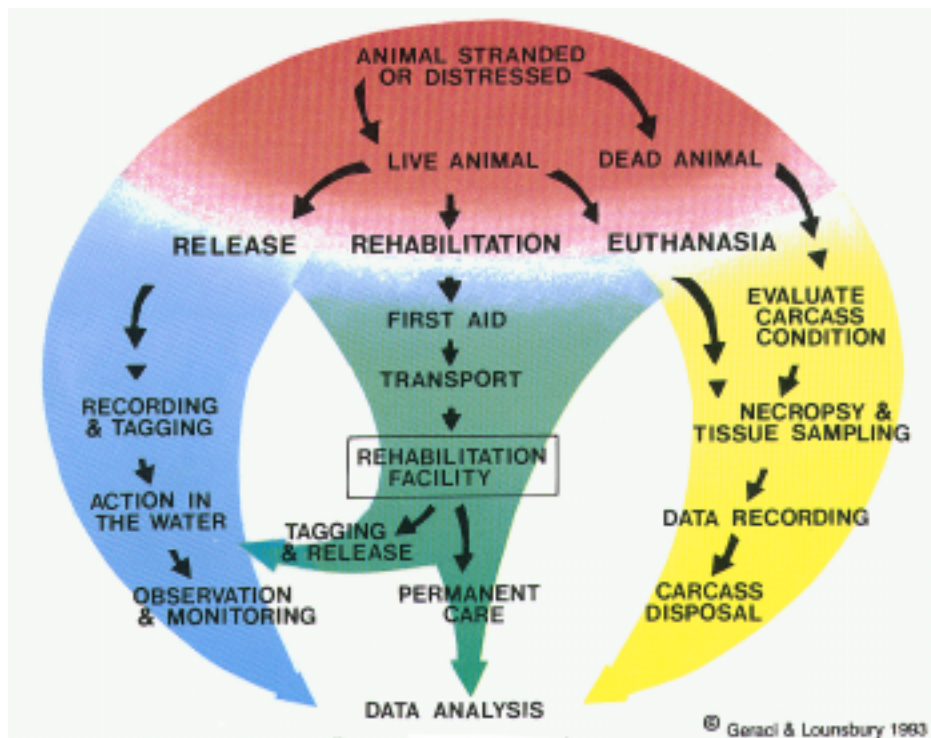 ANIMAL STRANDED
OR DISTRESSED
LIVE ANIMAL
DEAD ANIMAL
RELEASE
REHABILITATION
EUTHANASIA
RECORDING
& TAGGING
ACTION IN
THE WATER
OBSERVATION
& MONITORING
FIRST AID
TRANSPORT
REHABILITATION
FACILITY
TAGGING
& RELEASE
PERMANENT
CARE
EVALUATE
CARCASS
CONDITION
NECROPSY &
TISSUE SAMPLING
DATA RECORDING
CARCASS
DISPOSAL
DATA ANALYSIS
© Geraci & Lounsbury 1993